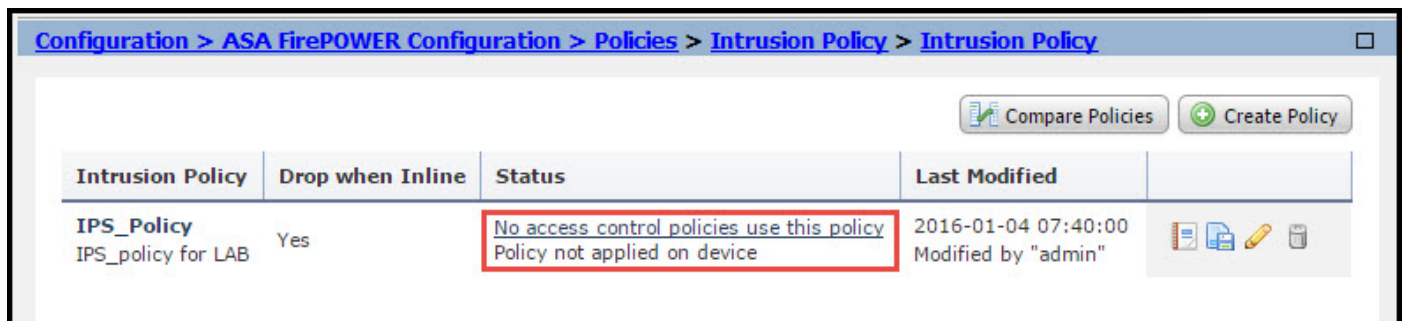 Configuration > ASA FirePOWER Configuration > Policies > Intrusion Policy > Intrusion Policy
Compare Policies
Create Policy
Intrusion Policy
Drop when Inline
Status
Last Modified
IPS_Policy
IPS_policy for LAB
Yes
No access control policies use this policy
Policy not applied on device
2016-01-04 07:40:00
Modified by "admin"